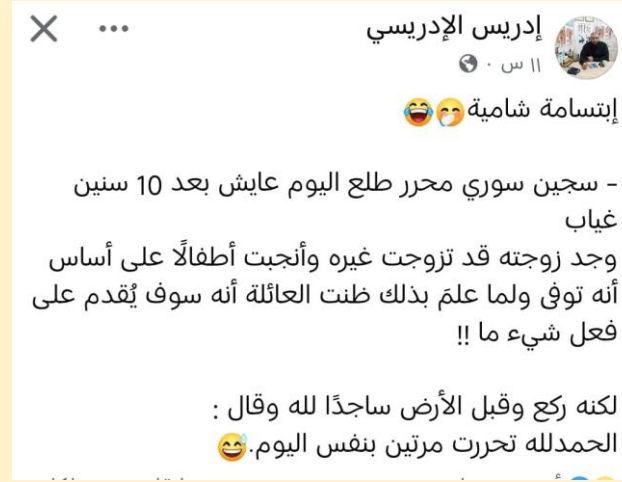 إدريس الإدريسي
١١ س ·
إبتسامة شامية🤭😂
- سجين سوري محرر طلع اليوم عايش بعد 10 سنين
غياب
وجد زوجته قد تزوجت غيره وأنجبت أطفالًا على أساس
أنه توفى ولما علمَ بذلك ظنت العائلة أنه سوف يُقدم على
فعل شيء ما !!
لكنه ركع وقبل الأرض ساجدًا لله وقال :
الحمدلله تحررت مرتين بنفس اليوم.😅